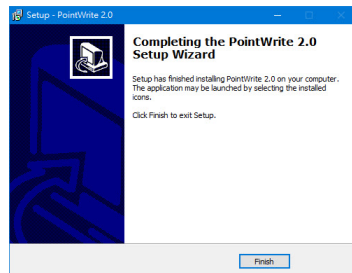 Setup - PointWrite 2.0
Completing the PointWrite 2.0
Setup Wizard
Setup has finished installing PointWrite 2.0 on your computer.
The application may be launched by selecting the installed
icons.
Click Finish to exit Setup.
Finish